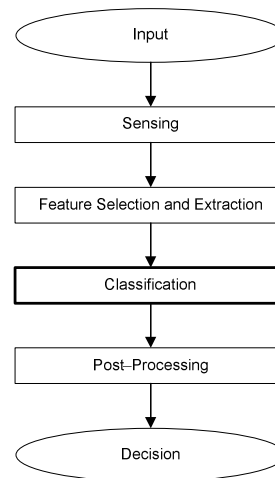 Input
Sensing
Feature Selection and Extraction
Classification
Post–Processing
Decision